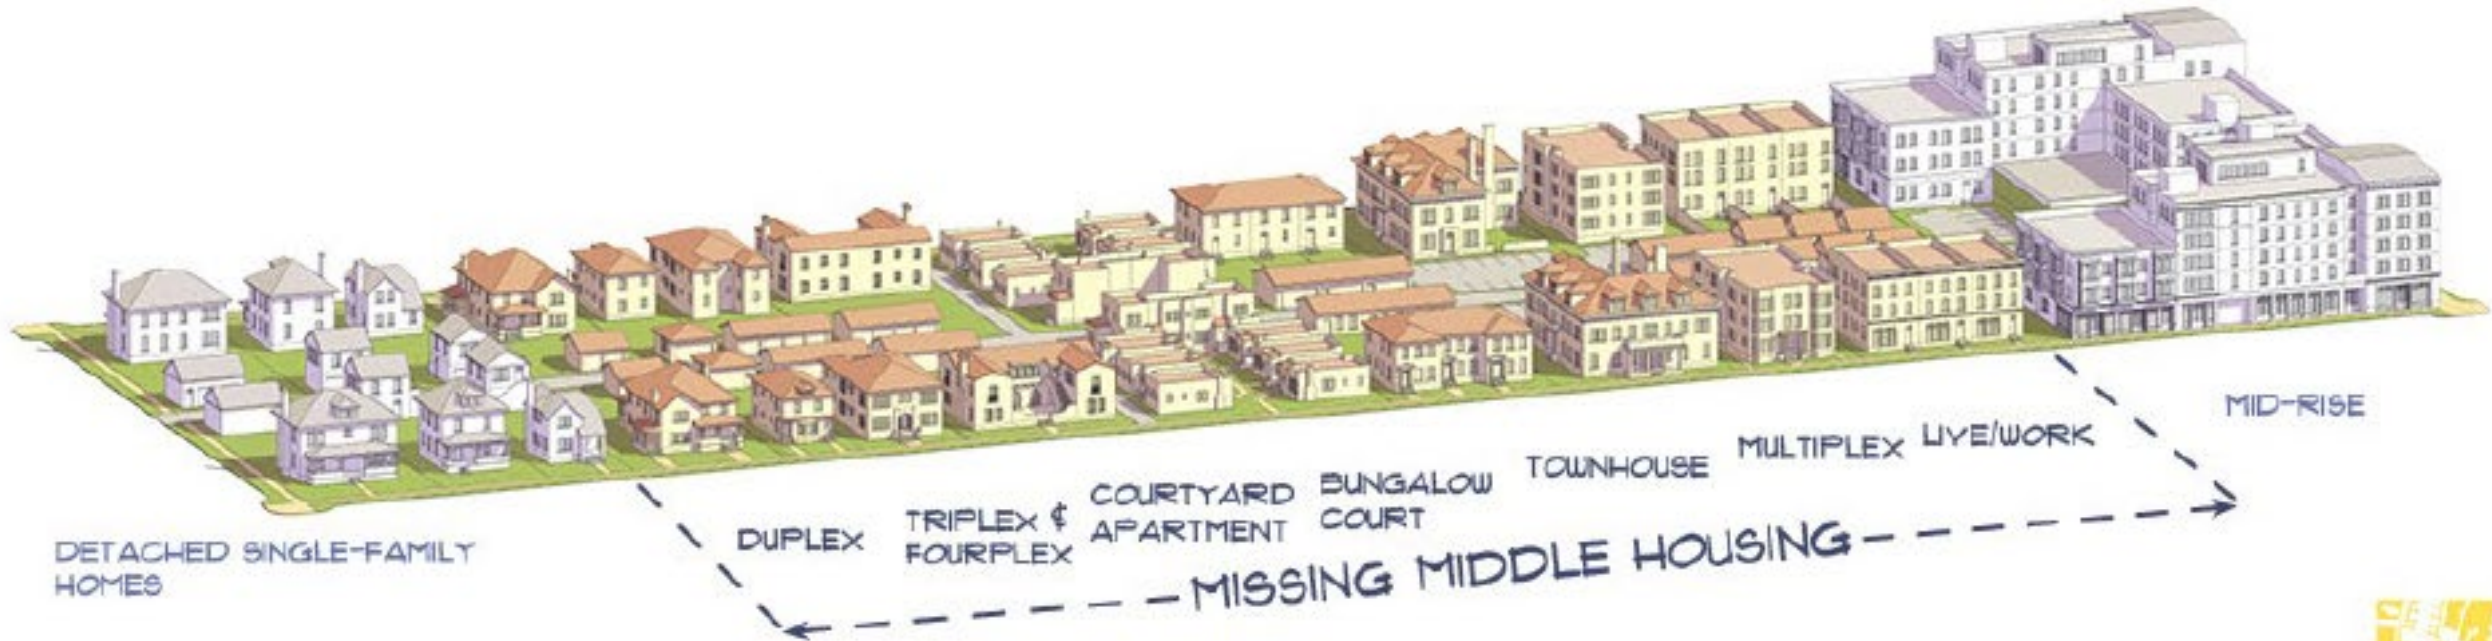 DETACHED SINGLE-FAMILY
HOMES
DUPLEX
TRIPLEX &
FOURPLEX
COURTYARD
APARTMENT
BUNGALOW
COURT
TOWNHOUSE
MULTIPLEX
LIVE/WORK
MID-RISE
MISSING MIDDLE HOUSING